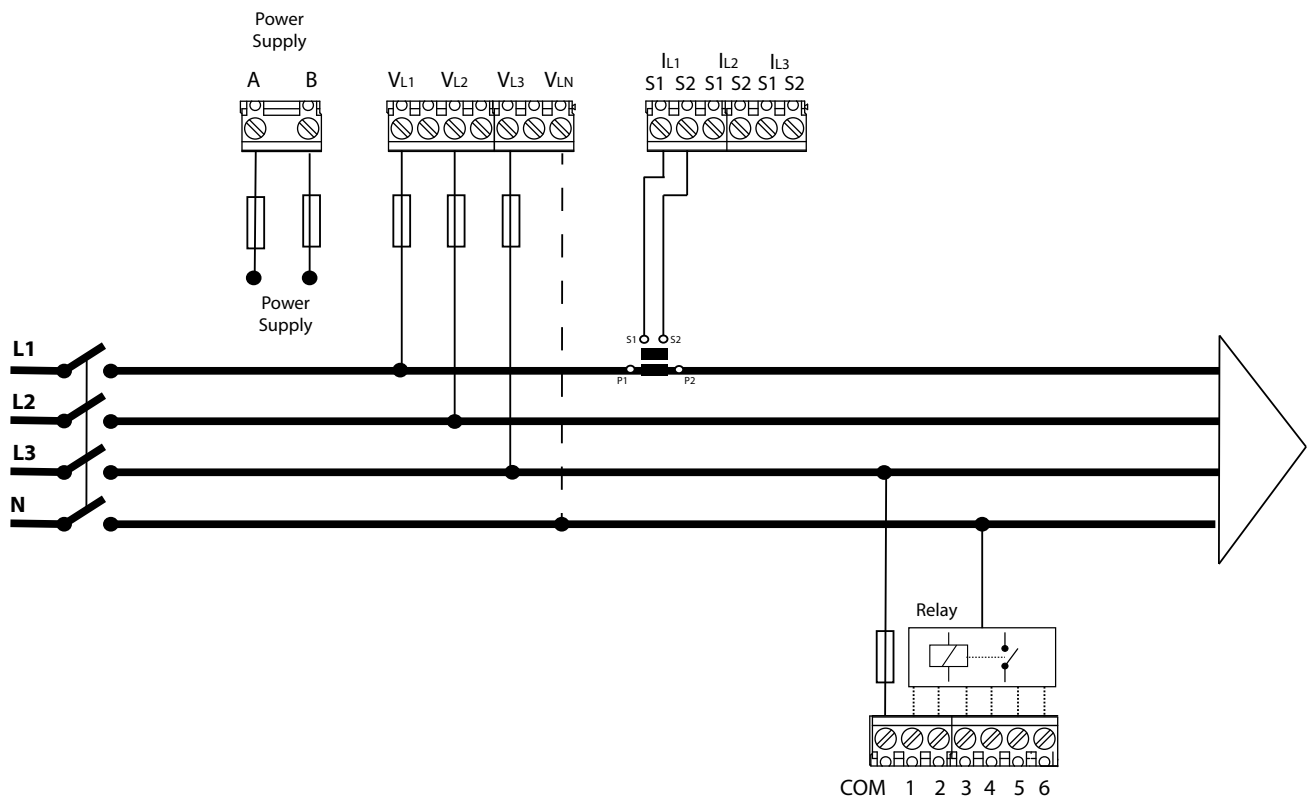 Power
Supply
A B
VL1 VL2 VL3 VLN
IL1 IL2 IL3
S1 S2 S1 S2 S1 S2
Power
Supply
S1 S2
L1
P1 P2
L2
L3
N
Relay
COM 1 2 3 4 5 6